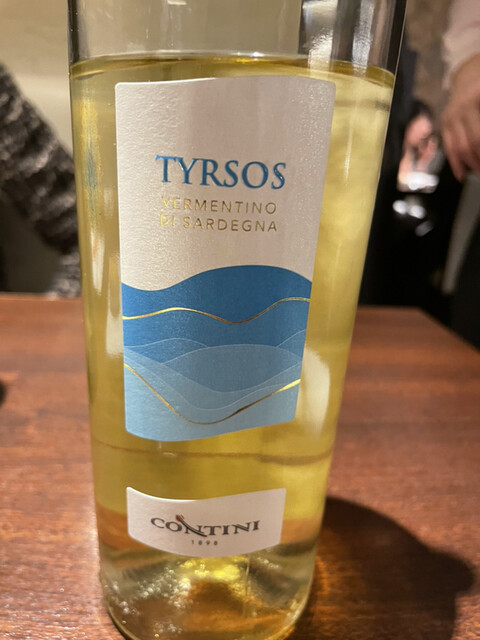 TYRSOS
VERMENTINO
DI SARDEGNA
CONTINI
1898